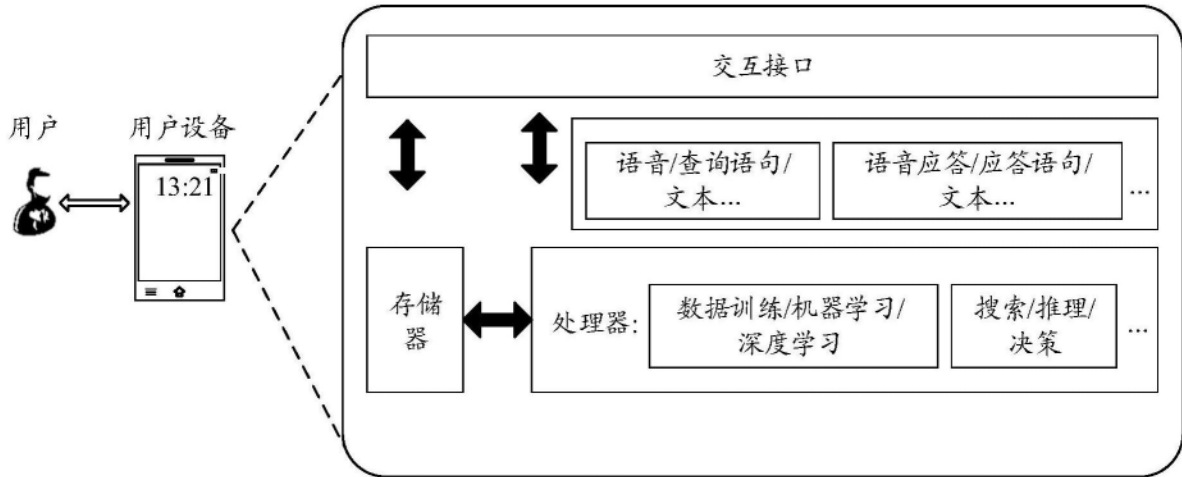 交互接口
用户
用户设备
13:21
语音/查询语句/
文本...
语音应答/应答语句/
文本...
...
存储
器
处理器:
数据训练/机器学习/
深度学习
搜索/推理/
决策
...